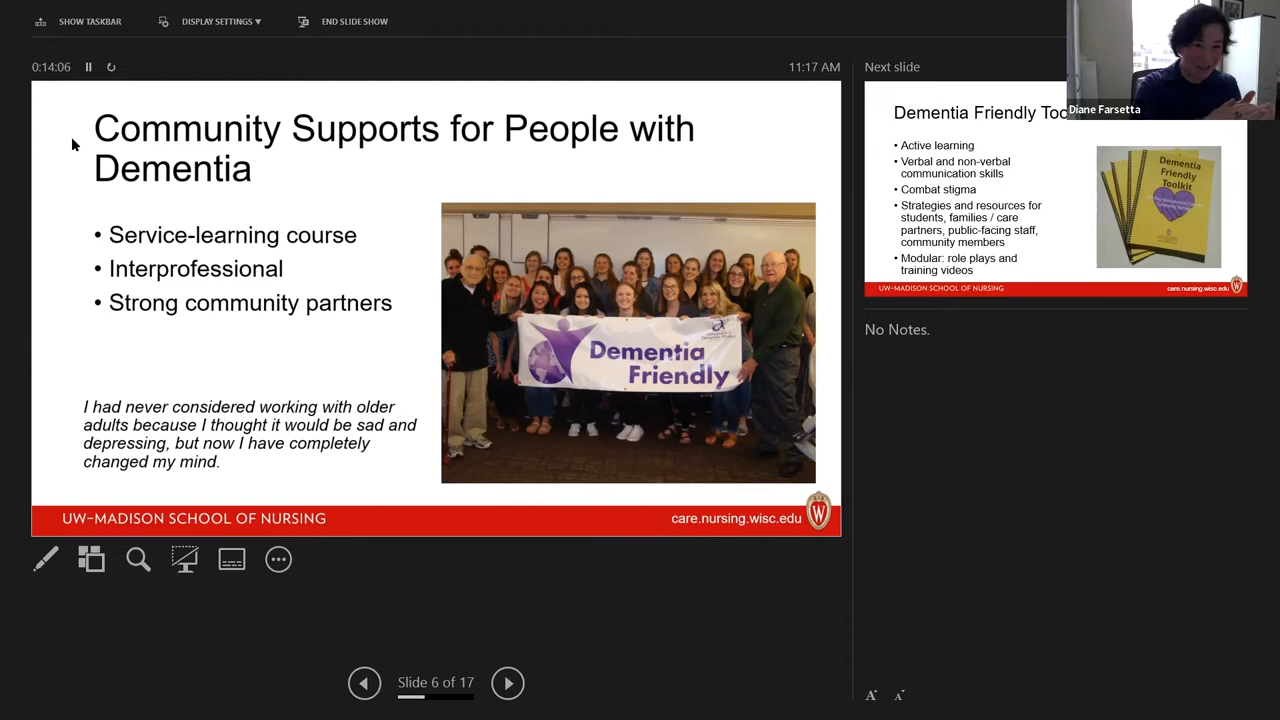 SHOW TASKBAR
DISPLAY SETTINGS ▼
END SLIDE SHOW
0:14:06
11:17 AM
Community Supports for People with
Dementia
• Service-learning course
• Interprofessional
• Strong community partners
I had never considered working with older
adults because I thought it would be sad and
depressing, but now I have completely
changed my mind.
Dementia
Friendly
UW–MADISON SCHOOL OF NURSING
care.nursing.wisc.edu
W
Slide 6 of 17
Next slide
Diane Farsetta
Dementia Friendly Too
• Active learning
• Verbal and non-verbal
communication skills
• Combat stigma
• Strategies and resources for
students, families / care
partners, public-facing staff,
community members
• Modular: role plays and
training videos
Dementia
Friendly
Toolkit
UW-MADISON SCHOOL OF NURSING
care.nursing.wisc.edu
No Notes.
A
A